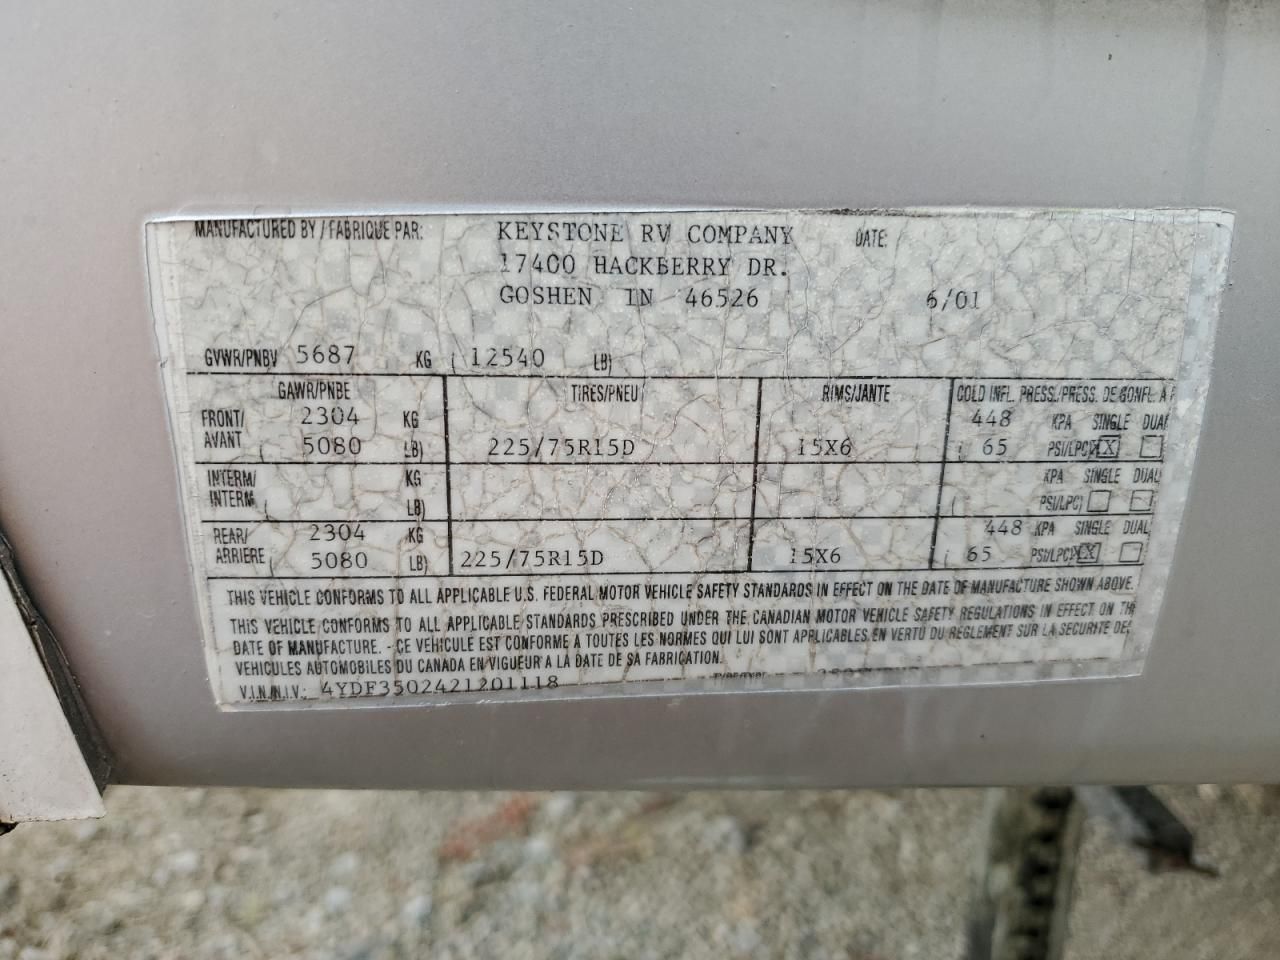 MANUFACTURED BY / FABRIQUE PAR: KEYSTONE RV COMPANY DATE:
17400 HACKBERRY DR.
GOSHEN IN 46526 6/01
GVWR/PNBV 5687 KG ( 12540 LB)
GAWR/PNBE TIRES/PNEU RIMS/JANTE COLD INFL. PRESS./PRESS. DE GONFL. A F
FRONT/ 2304 KG 448 KPA SINGLE DUAL
AVANT ( 5080 LB) 225/75R15D 15X6 ( 65 PSI/LPC) X
INTERM/ KG KPA SINGLE DUAL
INTERM. ( LB) ( PSI/LPC)
REAR/ 2304 KG 448 KPA SINGLE DUAL
ARRIERE ( 5080 LB) 225/75R15D 15X6 ( 65 PSI/LPC) X
THIS VEHICLE CONFORMS TO ALL APPLICABLE U.S. FEDERAL MOTOR VEHICLE SAFETY STANDARDS IN EFFECT ON THE DATE OF MANUFACTURE SHOWN ABOVE.
THIS VEHICLE CONFORMS TO ALL APPLICABLE STANDARDS PRESCRIBED UNDER THE CANADIAN MOTOR VEHICLE SAFETY REGULATIONS IN EFFECT ON THE
DATE OF MANUFACTURE. - CE VEHICULE EST CONFORME A TOUTES LES NORMES QUI LUI SONT APPLICABLES EN VERTU DU REGLEMENT SUR LA SECURITE DES
VEHICULES AUTOMOBILES DU CANADA EN VIGUEUR A LA DATE DE SA FABRICATION.
V.I.N./N.I.V.: 4YDF3502421201118